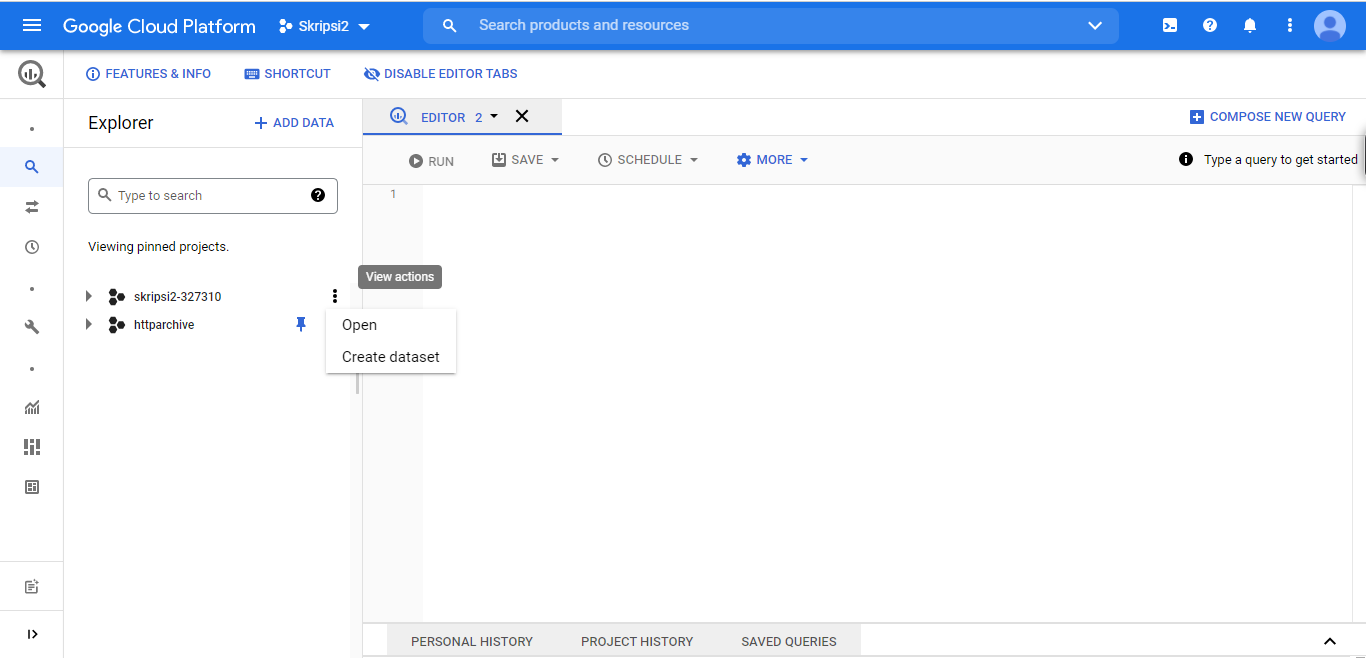 Google Cloud Platform Skripsi2 Search products and resources
FEATURES & INFO SHORTCUT DISABLE EDITOR TABS
Explorer + ADD DATA EDITOR 2 COMPOSE NEW QUERY
RUN SAVE SCHEDULE MORE Type a query to get started
Type to search 1
Viewing pinned projects.
View actions
skripsi2-327310
httparchive
Open
Create dataset
PERSONAL HISTORY PROJECT HISTORY SAVED QUERIES